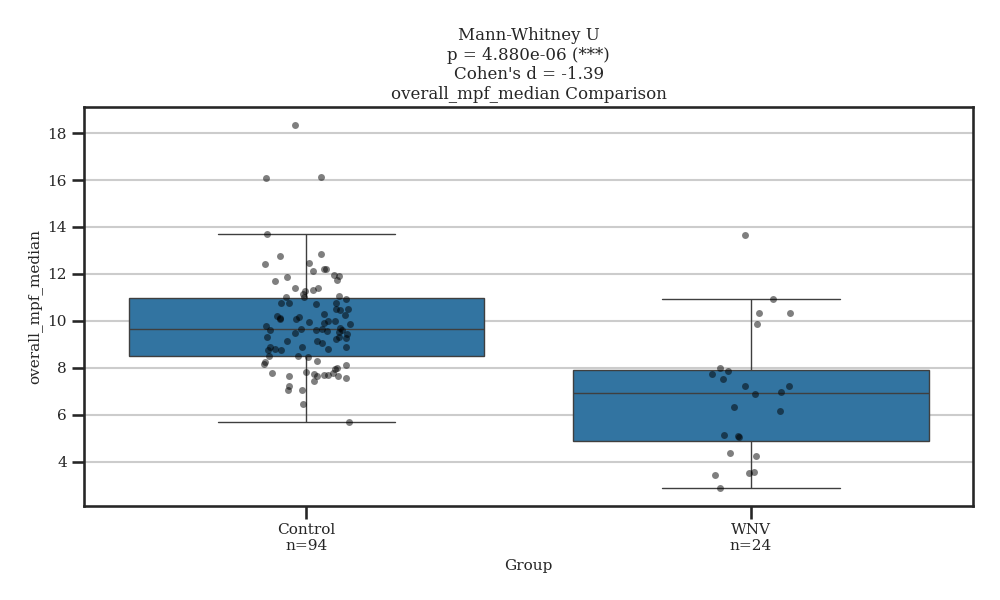 Mann-Whitney U
p = 4.880e-06 (***)
Cohen's d = -1.39
overall_mpf_median Comparison
overall_mpf_median
18
16
14
12
10
8
6
4
Control
n=94
WNV
n=24
Group